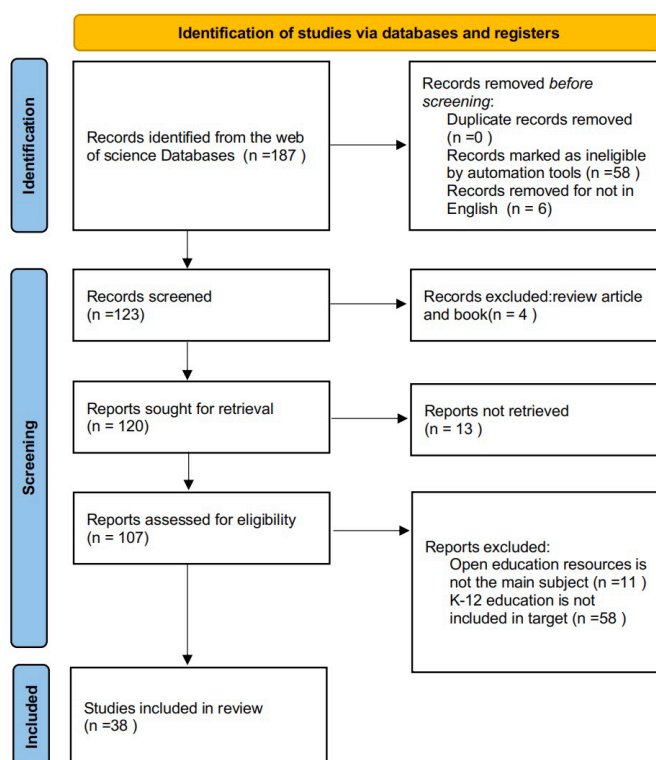 Identification of studies via databases and registers
Identification
Records identified from the web
of science Databases (n =187 )
Records removed before
screening:
Duplicate records removed
(n =0 )
Records marked as ineligible
by automation tools (n =58 )
Records removed for not in
English (n = 6)
Screening
Records screened
(n =123)
Records excluded:review article
and book(n = 4 )
Reports sought for retrieval
(n = 120)
Reports not retrieved
(n = 13 )
Reports assessed for eligibility
(n = 107)
Reports excluded:
Open education resources is
not the main subject (n =11 )
K-12 education is not
included in target (n =58 )
Included
Studies included in review
(n =38 )